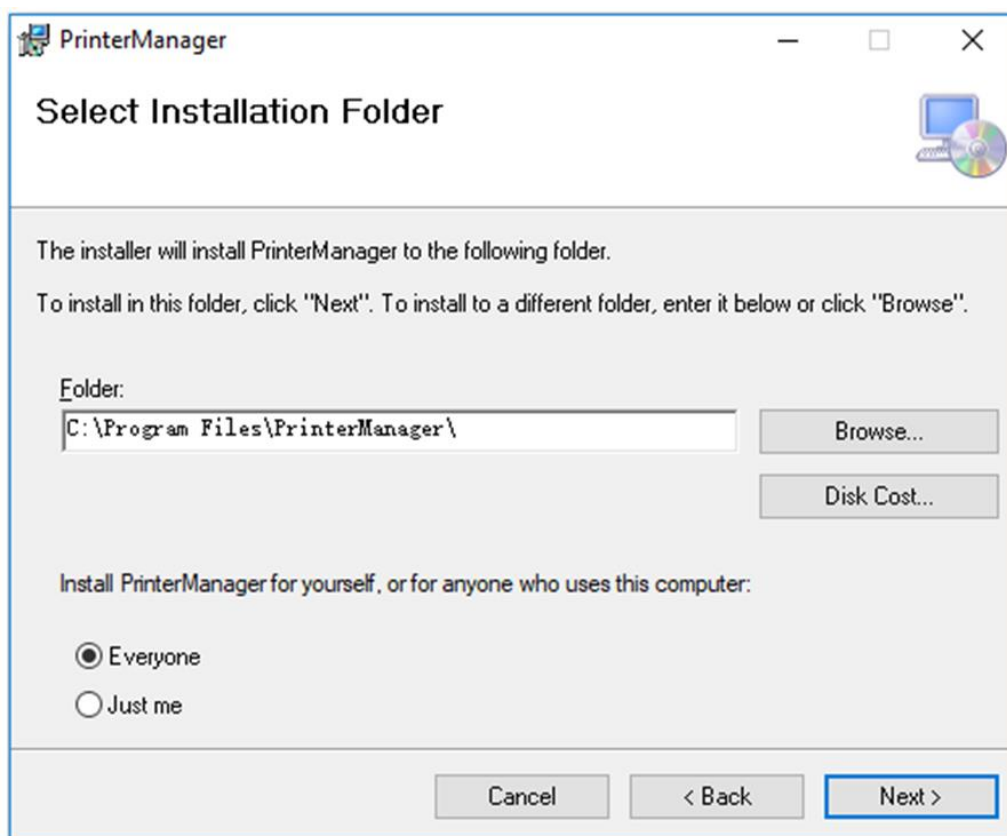 PrinterManager
Select Installation Folder
The installer will install PrinterManager to the following folder.
To install in this folder, click "Next". To install to a different folder, enter it below or click "Browse".
Folder:
C:\Program Files\PrinterManager\
Browse...
Disk Cost...
Install PrinterManager for yourself, or for anyone who uses this computer:
Everyone
Just me
Cancel
< Back
Next >